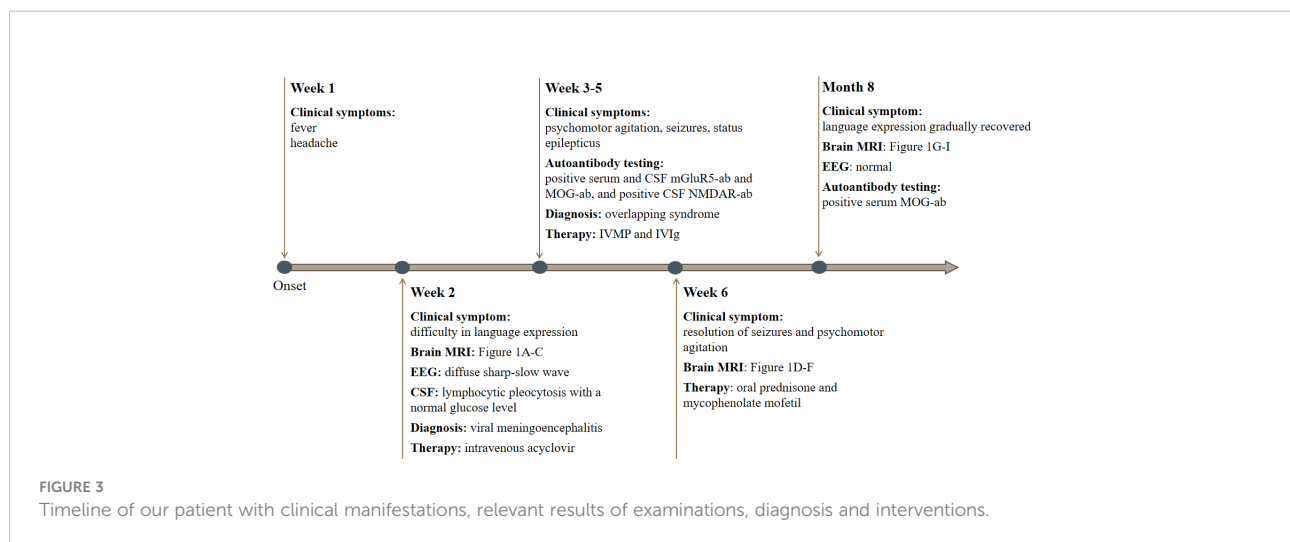 Week 1
Clinical symptoms:
fever
headache
Week 3-5
Clinical symptoms:
psychomotor agitation, seizures, status
epilepticus
Autoantibody testing:
positive serum and CSF mGluR5-ab and
MOG-ab, and positive CSF NMDAR-ab
Diagnosis: overlapping syndrome
Therapy: IVMP and IVIg
Month 8
Clinical symptom:
language expression gradually recovered
Brain MRI: Figure 1G-I
EEG: normal
Autoantibody testing:
positive serum MOG-ab
Onset
Week 2
Clinical symptom:
difficulty in language expression
Brain MRI: Figure 1A-C
EEG: diffuse sharp-slow wave
CSF: lymphocytic pleocytosis with a
normal glucose level
Diagnosis: viral meningoencephalitis
Therapy: intravenous acyclovir
Week 6
Clinical symptom:
resolution of seizures and psychomotor
agitation
Brain MRI: Figure 1D-F
Therapy: oral prednisone and
mycophenolate mofetil
FIGURE 3
Timeline of our patient with clinical manifestations, relevant results of examinations, diagnosis and interventions.